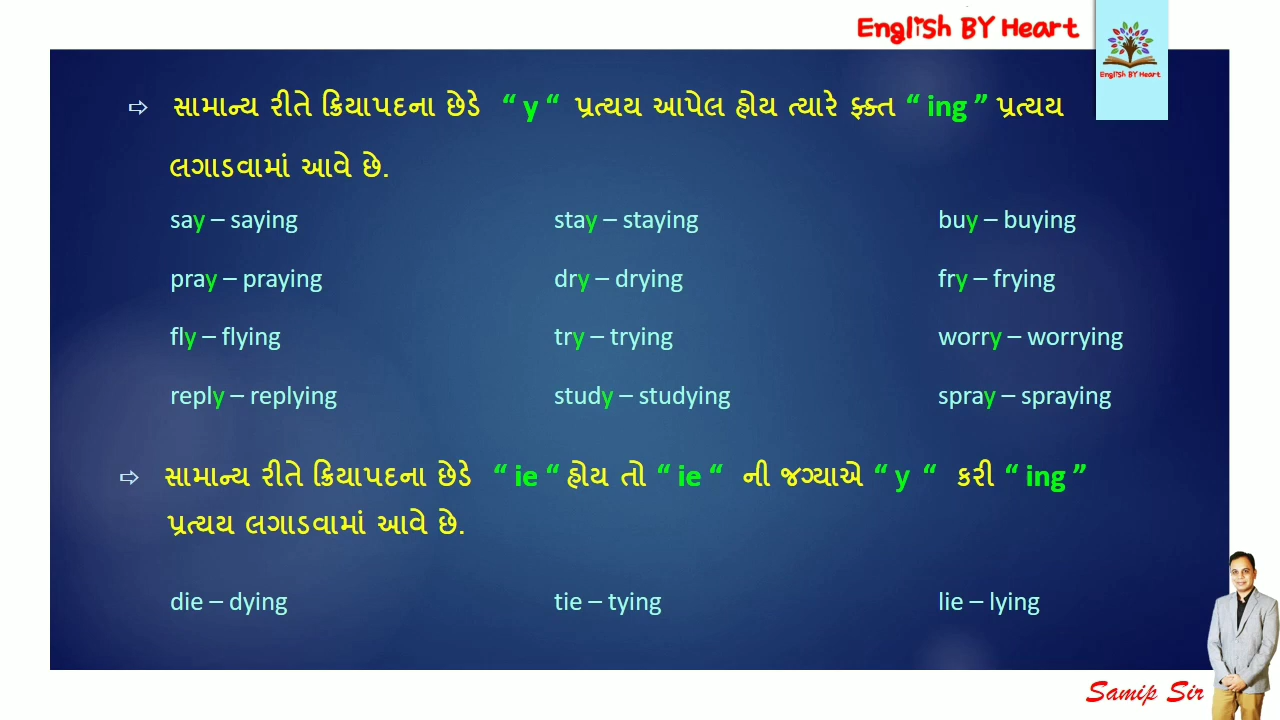 English BY Heart
English BY Heart
⇨ સામાન્ય રીતે ક્રિયાપદના છેડે “ y “ પ્રત્યય આપેલ હોય ત્યારે ફક્ત “ ing ” પ્રત્યય
લગાડવામાં આવે છે.
say – saying stay – staying buy – buying
pray – praying dry – drying fry – frying
fly – flying try – trying worry – worrying
reply – replying study – studying spray – spraying
⇨ સામાન્ય રીતે ક્રિયાપદના છેડે “ ie “ હોય તો “ ie “ ની જગ્યાએ “ y “ કરી “ ing ”
પ્રત્યય લગાડવામાં આવે છે.
die – dying tie – tying lie – lying
Samip Sir